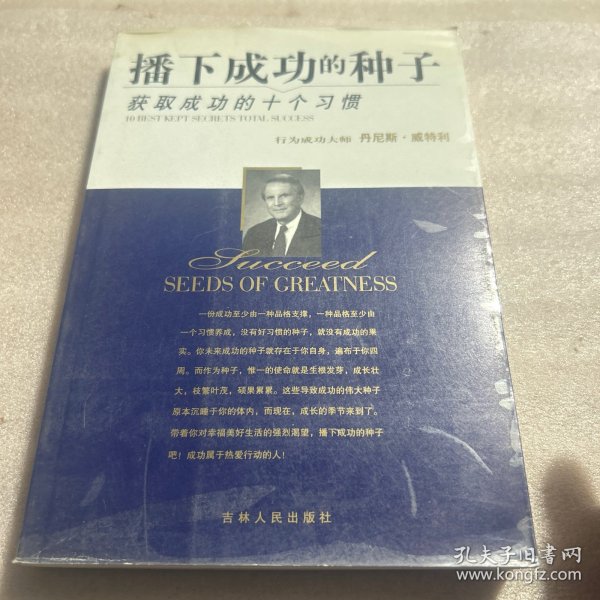 播下成功的种子
获取成功的十个习惯
10 BEST KEPT SECRETS TOTAL SUCCESS
行为成功大师 丹尼斯·威特利
Succeed
SEEDS OF GREATNESS
一份成功至少由一种品格支撑，一种品格至少由
一个习惯养成，没有好习惯的种子，就没有成功的果
实。你未来成功的种子就存在于你自身，遍布于你四
周。而作为种子，惟一的使命就是生根发芽，成长壮
大，枝繁叶茂，硕果累累。这些导致成功的伟大种子
原本沉睡于你的体内，而现在，成长的季节来到了。
带着你对幸福美好生活的强烈渴望，播下成功的种子
吧！成功属于热爱行动的人！
吉林人民出版社
孔夫子旧书网
www.kongfz.com